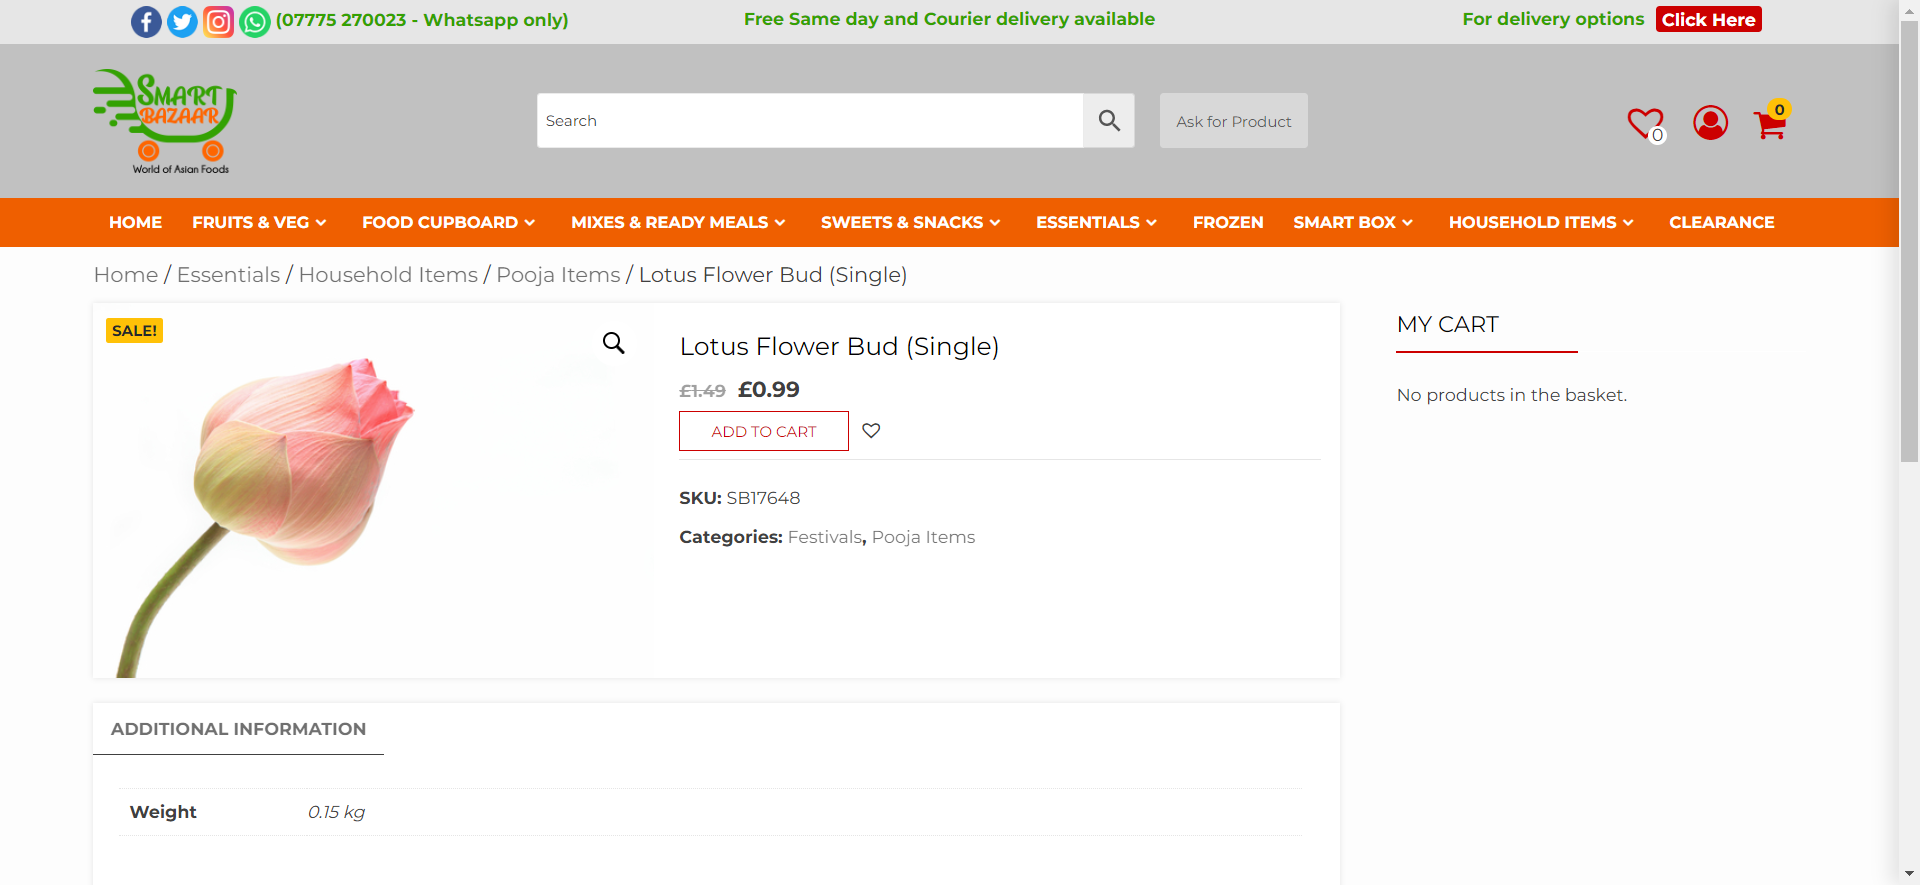 (07775 270023 - Whatsapp only)
Free Same day and Courier delivery available
For delivery options Click Here
SMART
BAZAAR
World of Asian Foods
Search
Ask for Product
0
0
HOME FRUITS & VEG FOOD CUPBOARD MIXES & READY MEALS SWEETS & SNACKS ESSENTIALS FROZEN SMART BOX HOUSEHOLD ITEMS CLEARANCE
Home / Essentials / Household Items / Pooja Items / Lotus Flower Bud (Single)
SALE!
Lotus Flower Bud (Single)
£1.49 £0.99
ADD TO CART
SKU: SB17648
Categories: Festivals, Pooja Items
MY CART
No products in the basket.
ADDITIONAL INFORMATION
Weight 0.15 kg